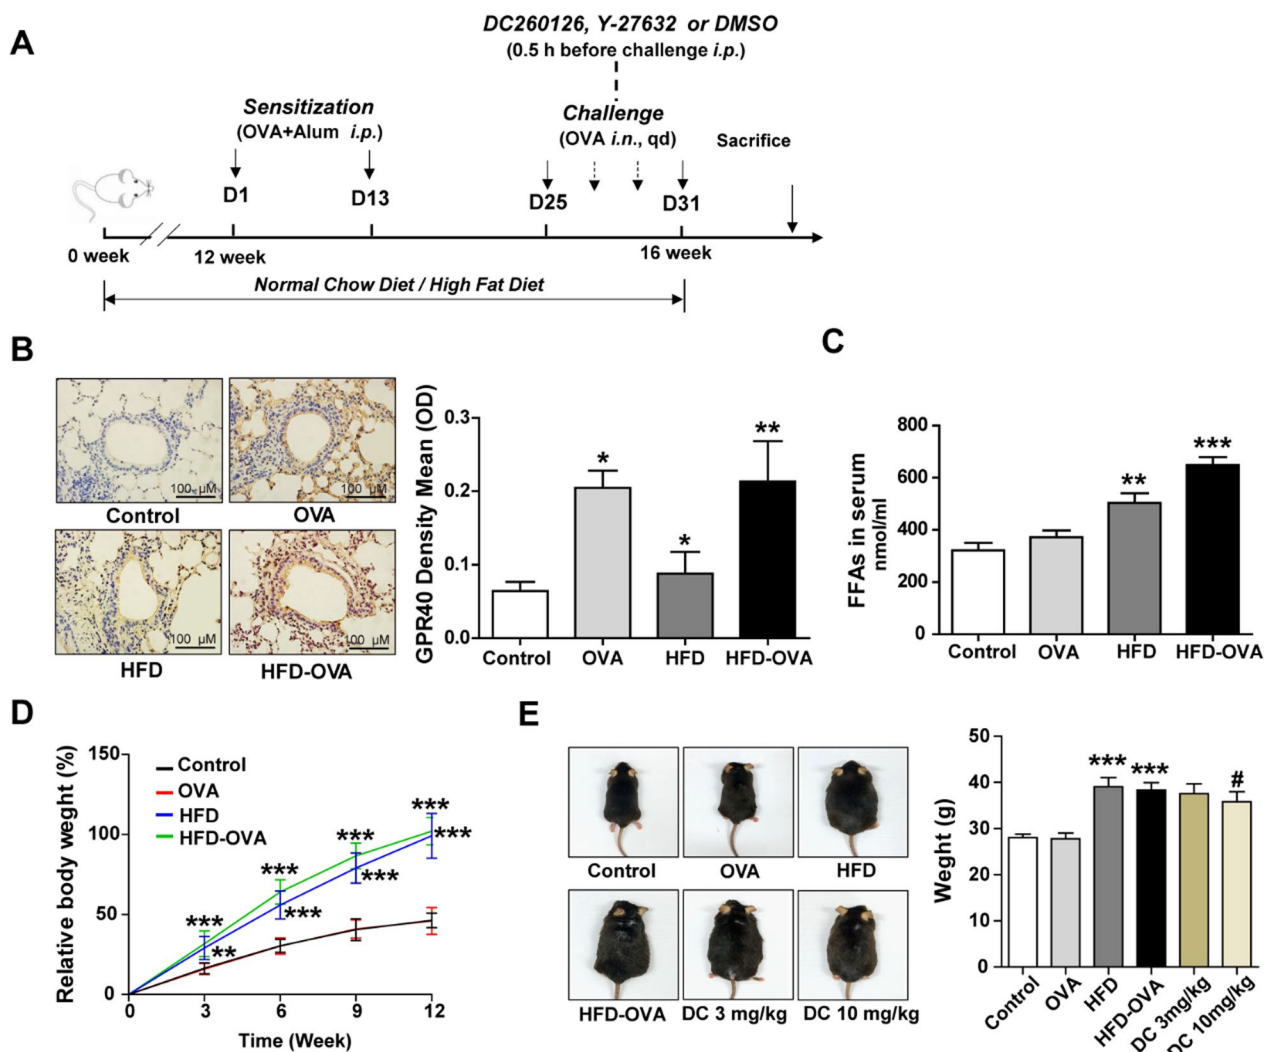 A
DC260126, Y-27632 or DMSO
(0.5 h before challenge i.p.)
Sensitization
(OVA+Alum i.p.)
Challenge
(OVA i.n., qd)
Sacrifice
D1
D13
D25
D31
0 week
12 week
16 week
Normal Chow Diet / High Fat Diet
B
100 μM
100 μM
Control
OVA
100 μM
100 μM
HFD
HFD-OVA
GPR40 Density Mean (OD)
0.3
0.2
0.1
0.0
*
*
**
Control
OVA
HFD
HFD-OVA
C
FFAs in serum
nmol/ml
800
600
400
200
0
**
***
Control
OVA
HFD
HFD-OVA
D
Relative body weght (%)
150
100
50
0
Control
OVA
HFD
HFD-OVA
***
**
***
***
***
***
***
***
0
3
6
9
12
Time (Week)
E
Control
OVA
HFD
HFD-OVA
DC 3 mg/kg
DC 10 mg/kg
Weght (g)
50
40
30
20
10
0
***
***
#
Control
OVA
HFD
HFD-OVA
DC 3mg/kg
DC 10mg/kg